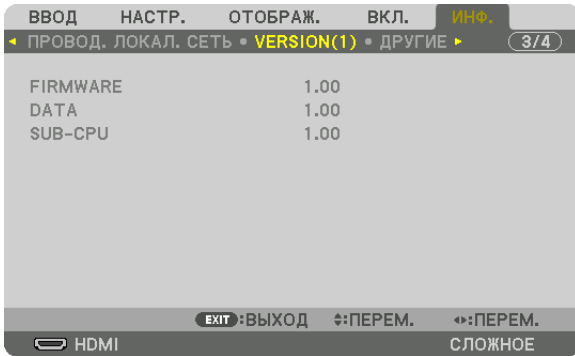 ВВОД НАСТР. ОТОБРАЖ. ВКЛ. ИНФ.
ПРОВОД. ЛОКАЛ. СЕТЬ • VERSION(1) • ДРУГИЕ 3/4
FIRMWARE 1.00
DATA 1.00
SUB-CPU 1.00
EXIT :ВЫХОД :ПЕРЕМ. :ПЕРЕМ.
HDMI СЛОЖНОЕ